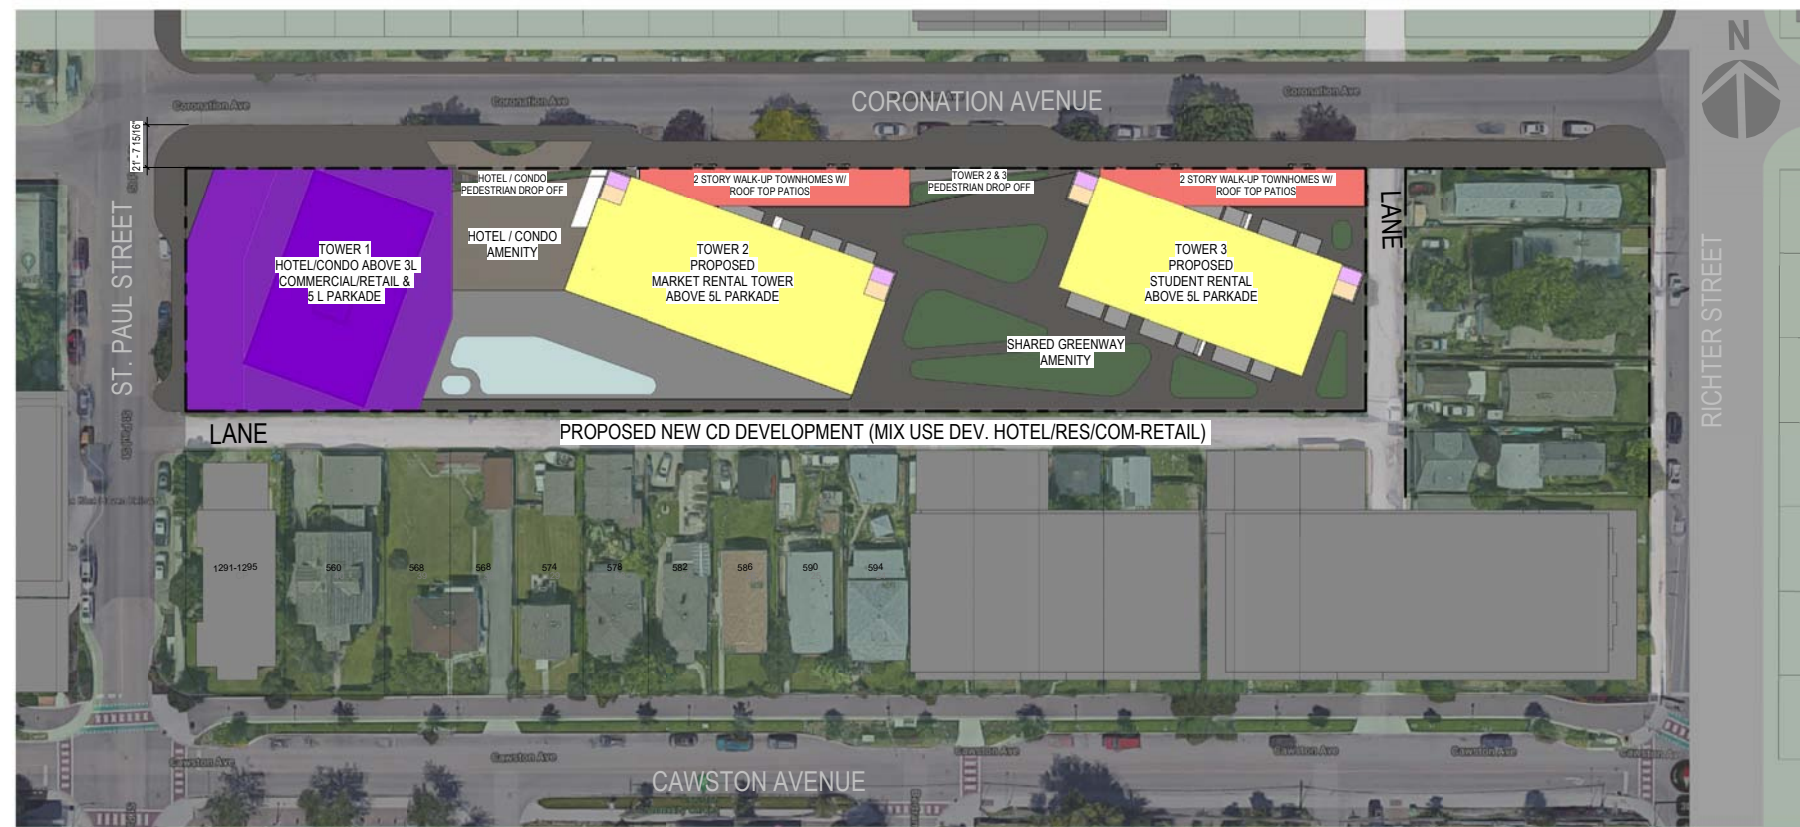 N
Coronation Ave
Coronation Ave
CORONATION AVENUE
Coronation Ave
21' - 7 15/16"
HOTEL / CONDO
PEDESTRIAN DROP OFF
2 STORY WALK-UP TOWNHOMES W/
ROOF TOP PATIOS
TOWER 2 & 3
PEDESTRIAN DROP OFF
2 STORY WALK-UP TOWNHOMES W/
ROOF TOP PATIOS
LANE
ST. PAUL STREET
TOWER 1
HOTEL/CONDO ABOVE 3L
COMMERCIAL/RETAIL &
5 L PARKADE
HOTEL / CONDO
AMENITY
TOWER 2
PROPOSED
MARKET RENTAL TOWER
ABOVE 5L PARKADE
TOWER 3
PROPOSED
STUDENT RENTAL
ABOVE 5L PARKADE
RICHTER STREET
SHARED GREENWAY
AMENITY
LANE
PROPOSED NEW CD DEVELOPMENT (MIX USE DEV. HOTEL/RES/COM-RETAIL)
1291-1295
560
568
568
574
578
582
586
590
594
Cawston Ave
Cawston Ave
Cawston Ave
Cawston Ave
Cawston Ave
CAWSTON AVENUE